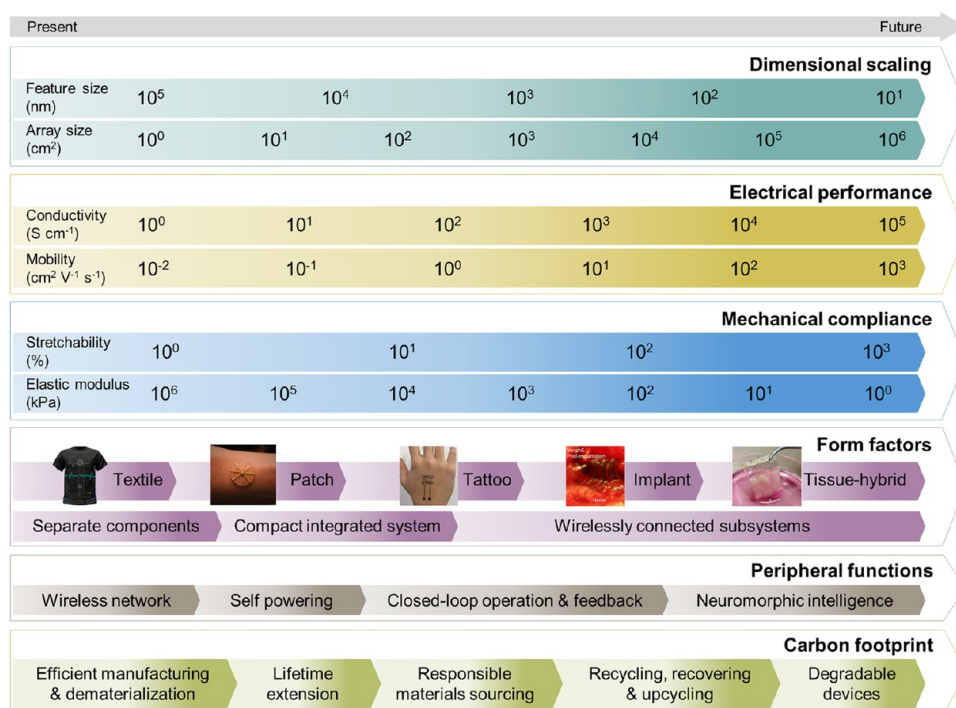 Present Future
Dimensional scaling
Feature size 10⁵ 10⁴ 10³ 10² 10¹
(nm)
Array size 10⁰ 10¹ 10² 10³ 10⁴ 10⁵ 10⁶
(cm²)
Electrical performance
Conductivity 10⁰ 10¹ 10² 10³ 10⁴ 10⁵
(S cm⁻¹)
Mobility 10⁻² 10⁻¹ 10⁰ 10¹ 10² 10³
(cm² V⁻¹ s⁻¹)
Mechanical compliance
Stretchability 10⁰ 10¹ 10² 10³
(%)
Elastic modulus 10⁶ 10⁵ 10⁴ 10³ 10² 10¹ 10⁰
(kPa)
Form factors
Textile Patch Tattoo Implant Tissue-hybrid
Separate components Compact integrated system Wirelessly connected subsystems
Peripheral functions
Wireless network Self powering Closed-loop operation & feedback Neuromorphic intelligence
Carbon footprint
Efficient manufacturing
& dematerialization
Lifetime
extension
Responsible
materials sourcing
Recycling, recovering
& upcycling
Degradable
devices